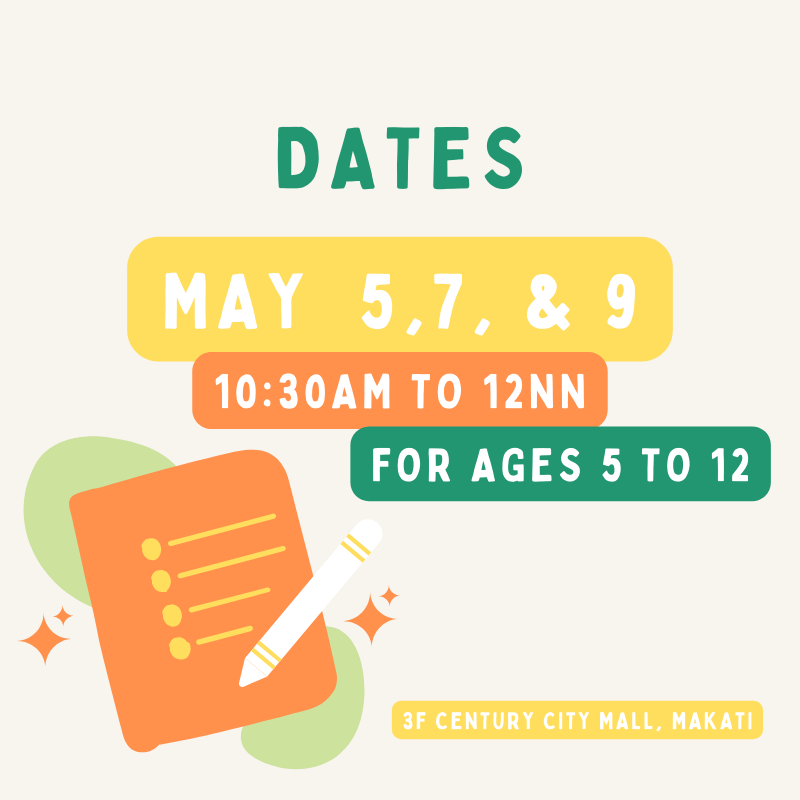 DATES
MAY 5,7, & 9
10:30AM TO 12NN
FOR AGES 5 TO 12
3F CENTURY CITY MALL, MAKATI